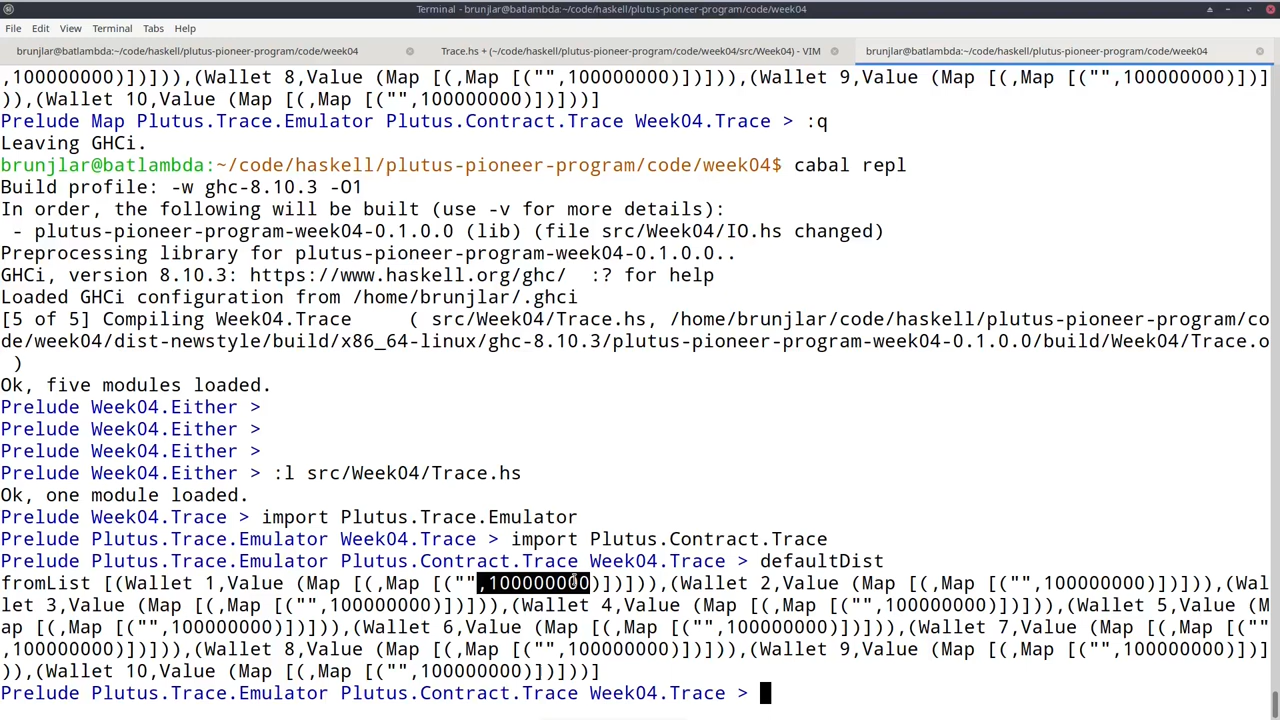 Terminal - brunjlar@batlambda:~/code/haskell/plutus-pioneer-program/code/week04
File Edit View Terminal Tabs Help
brunjlar@batlambda:~/code/haskell/plutus-pioneer-program/code/week04 Trace.hs + (~/code/haskell/plutus-pioneer-program/code/week04/src/Week04) - VIM brunjlar@batlambda:~/code/haskell/plutus-pioneer-program/code/week04
,100000000)])])),(Wallet 8,Value (Map [(,Map [("",100000000)])])),(Wallet 9,Value (Map [(,Map [("",100000000)])]
)),(Wallet 10,Value (Map [(,Map [("",100000000)])]))]
Prelude Map Plutus.Trace.Emulator Plutus.Contract.Trace Week04.Trace > :q
Leaving GHCi.
brunjlar@batlambda:~/code/haskell/plutus-pioneer-program/code/week04$ cabal repl
Build profile: -w ghc-8.10.3 -O1
In order, the following will be built (use -v for more details):
 - plutus-pioneer-program-week04-0.1.0.0 (lib) (file src/Week04/IO.hs changed)
Preprocessing library for plutus-pioneer-program-week04-0.1.0.0..
GHCi, version 8.10.3: https://www.haskell.org/ghc/  :? for help
Loaded GHCi configuration from /home/brunjlar/.ghci
[5 of 5] Compiling Week04.Trace     ( src/Week04/Trace.hs, /home/brunjlar/code/haskell/plutus-pioneer-program/co
de/week04/dist-newstyle/build/x86_64-linux/ghc-8.10.3/plutus-pioneer-program-week04-0.1.0.0/build/Week04/Trace.o
 )
Ok, five modules loaded.
Prelude Week04.Either >
Prelude Week04.Either >
Prelude Week04.Either >
Prelude Week04.Either > :l src/Week04/Trace.hs
Ok, one module loaded.
Prelude Week04.Trace > import Plutus.Trace.Emulator
Prelude Plutus.Trace.Emulator Week04.Trace > import Plutus.Contract.Trace
Prelude Plutus.Trace.Emulator Plutus.Contract.Trace Week04.Trace > defaultDist
fromList [(Wallet 1,Value (Map [(,Map [("",100000000)])])),(Wallet 2,Value (Map [(,Map [("",100000000)])])),(Wal
let 3,Value (Map [(,Map [("",100000000)])])),(Wallet 4,Value (Map [(,Map [("",100000000)])])),(Wallet 5,Value (M
ap [(,Map [("",100000000)])])),(Wallet 6,Value (Map [(,Map [("",100000000)])])),(Wallet 7,Value (Map [(,Map [(""
,100000000)])])),(Wallet 8,Value (Map [(,Map [("",100000000)])])),(Wallet 9,Value (Map [(,Map [("",100000000)])]
)),(Wallet 10,Value (Map [(,Map [("",100000000)])]))]
Prelude Plutus.Trace.Emulator Plutus.Contract.Trace Week04.Trace >